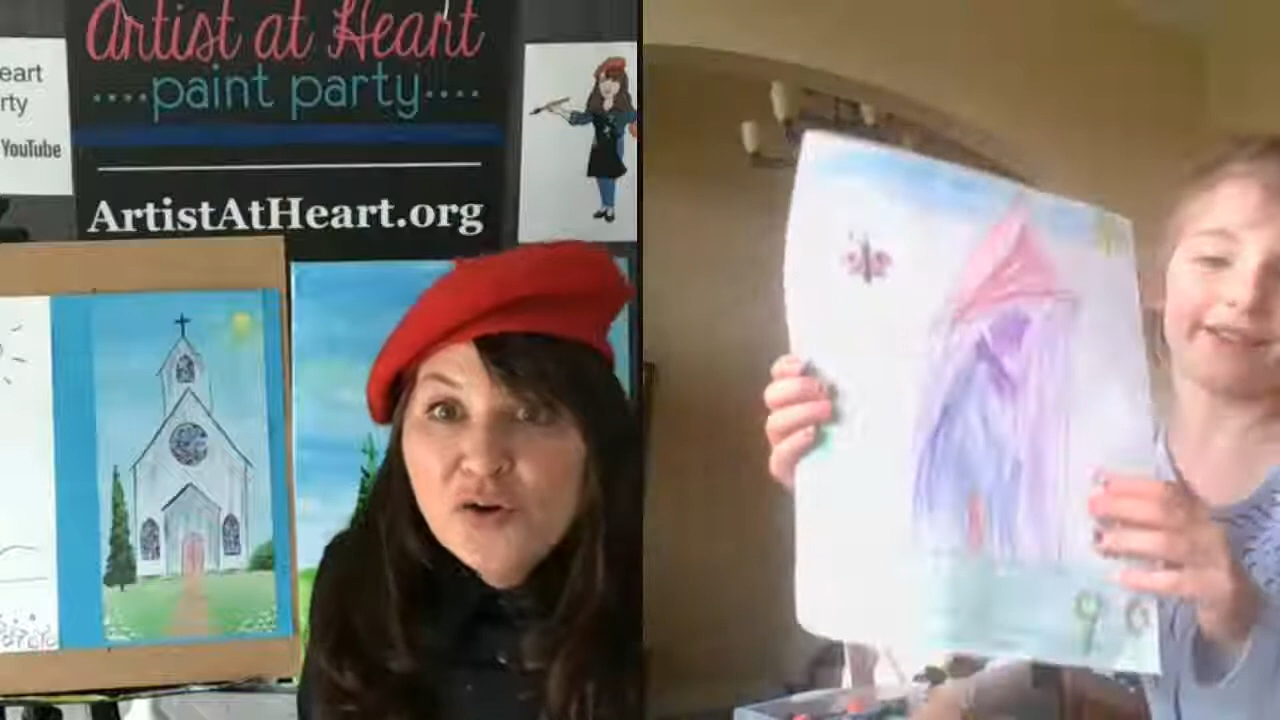 Artist at Heart
....paint party....
ArtistAtHeart.org
eart
rty
YouTube